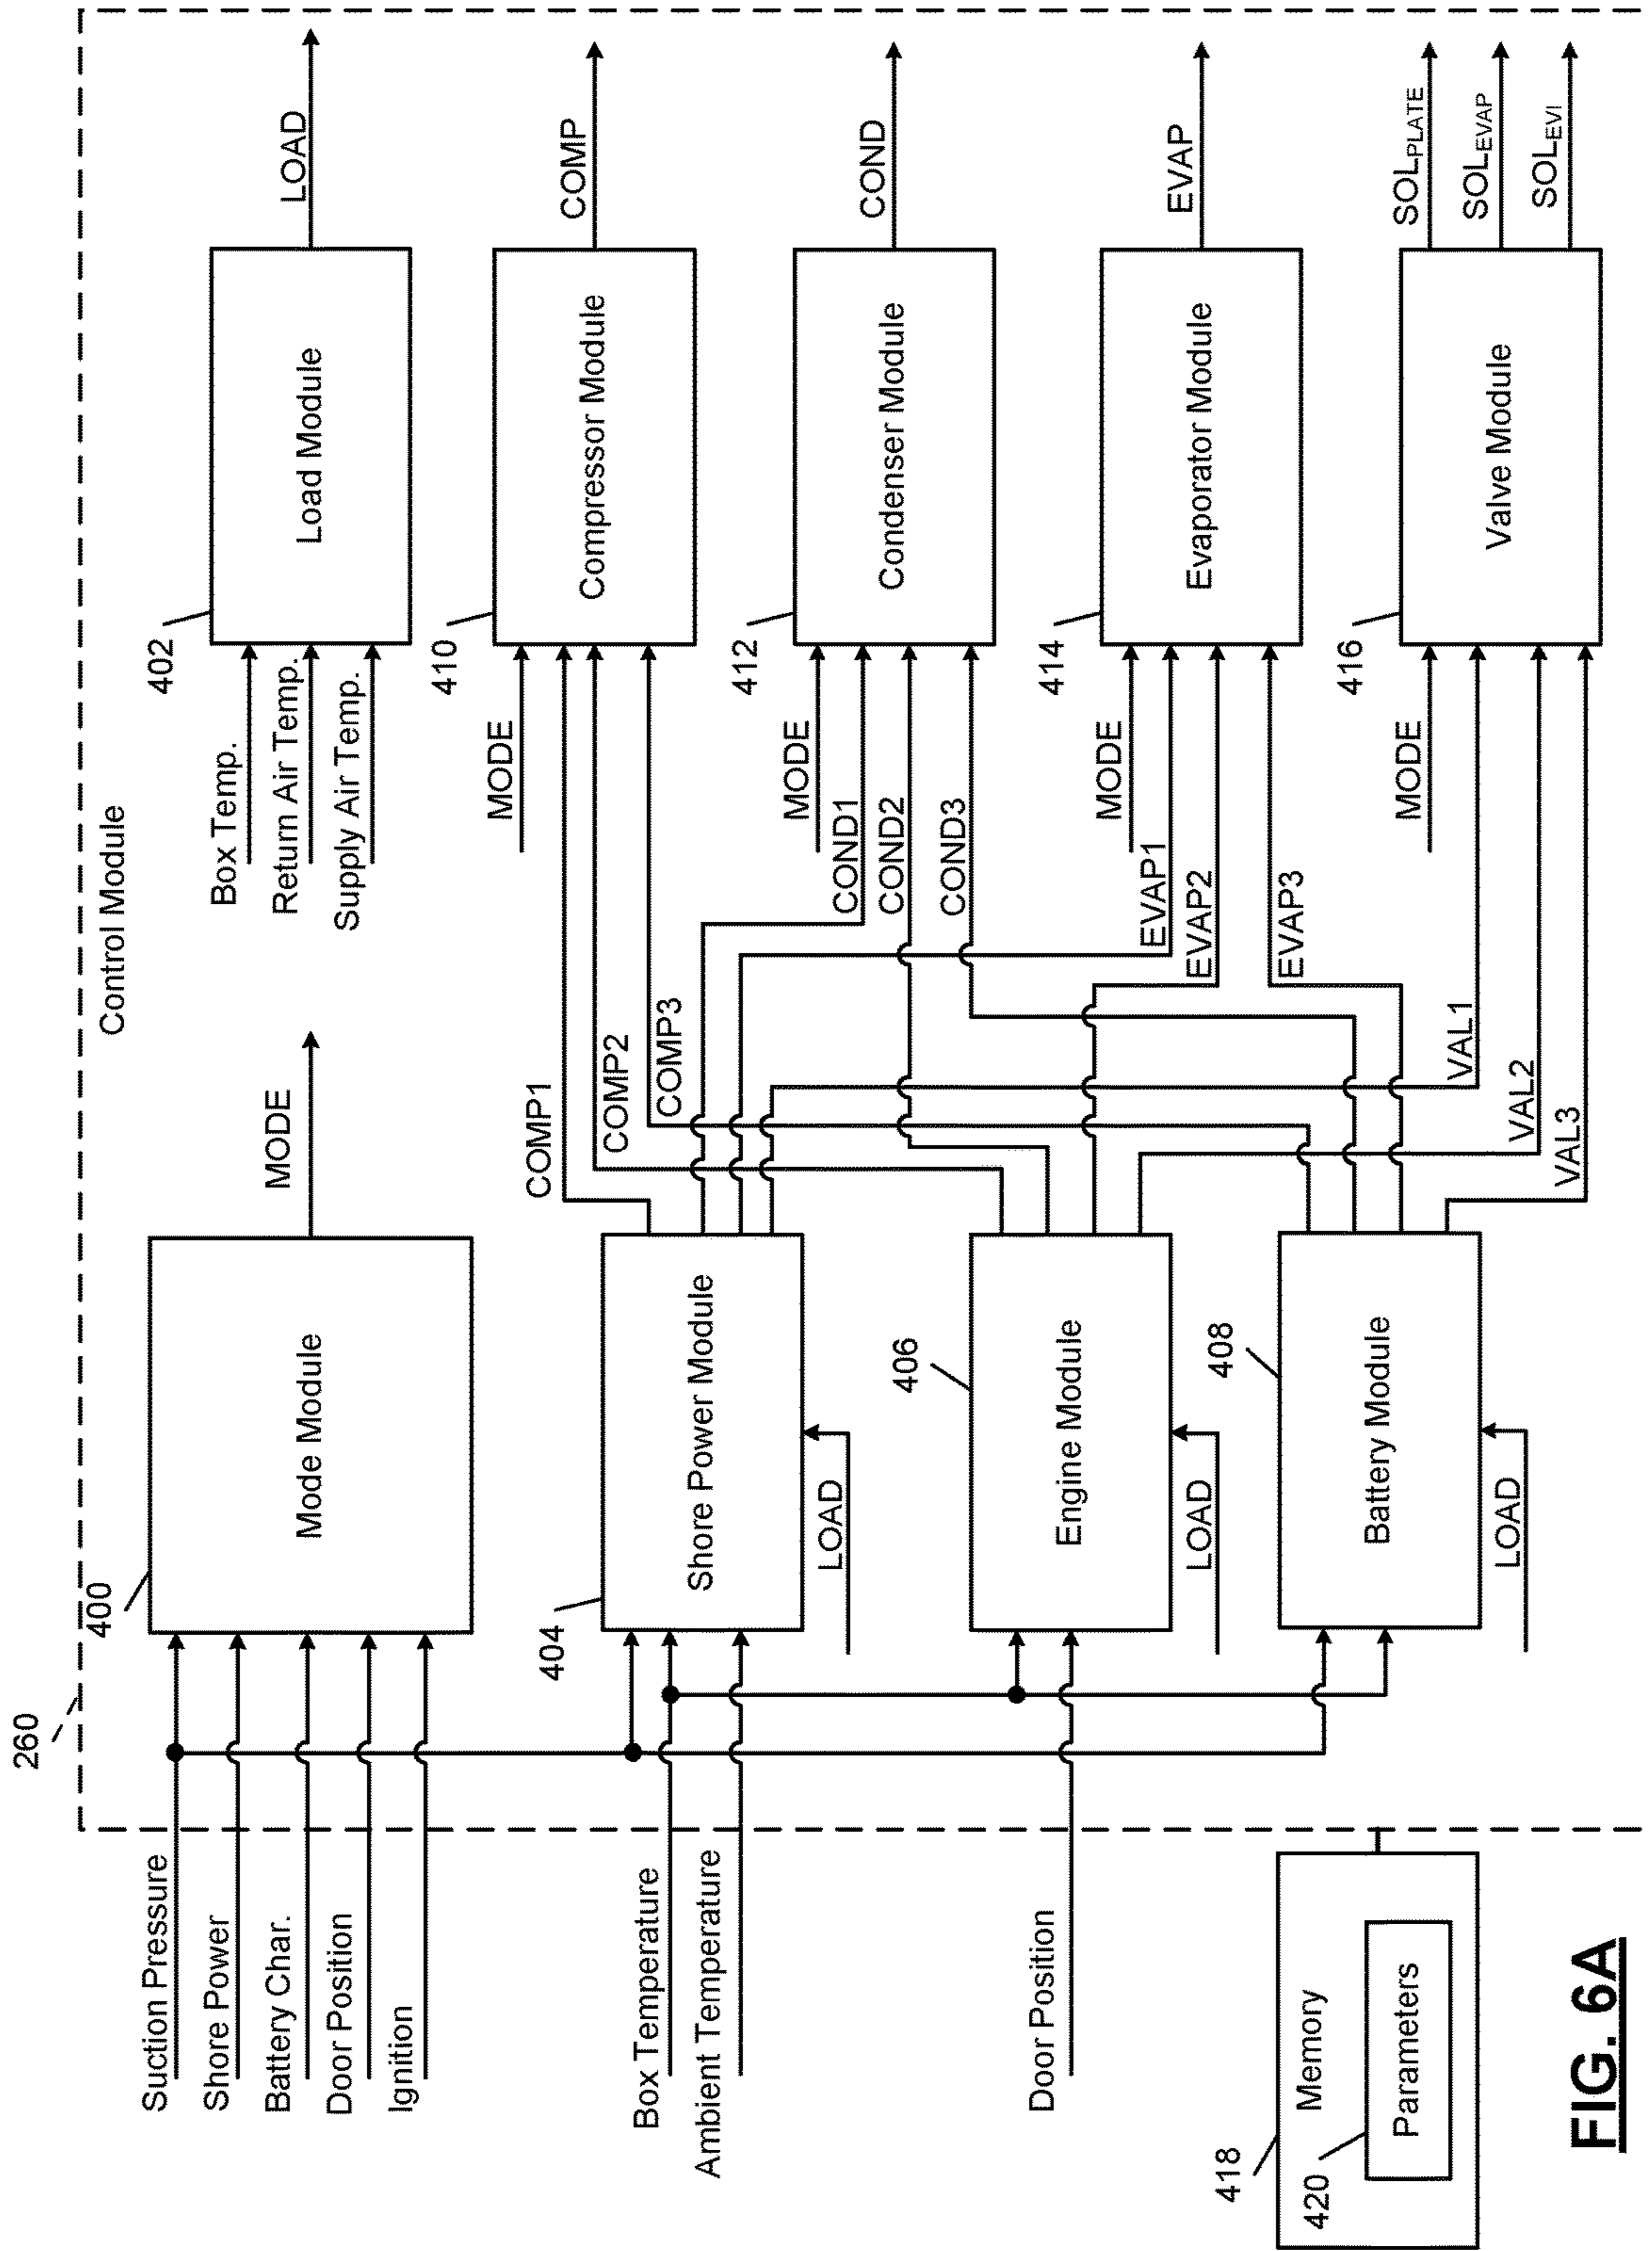 Control Module
260
Suction Pressure
Shore Power
Battery Char.
Door Position
Ignition
400
Mode Module
MODE
Box Temp.
Return Air Temp.
Supply Air Temp.
402
Load Module
LOAD
Box Temperature
Ambient Temperature
404
Shore Power Module
LOAD
COMP1
COMP2
COMP3
MODE
410
Compressor Module
COMP
MODE
COND1
COND2
COND3
412
Condenser Module
COND
Door Position
406
Engine Module
LOAD
MODE
EVAP1
EVAP2
EVAP3
414
Evaporator Module
EVAP
408
Battery Module
LOAD
MODE
VAL1
VAL2
VAL3
416
Valve Module
SOLPLATE
SOLEVAP
SOLEVI
418
Memory
420
Parameters
FIG. 6A